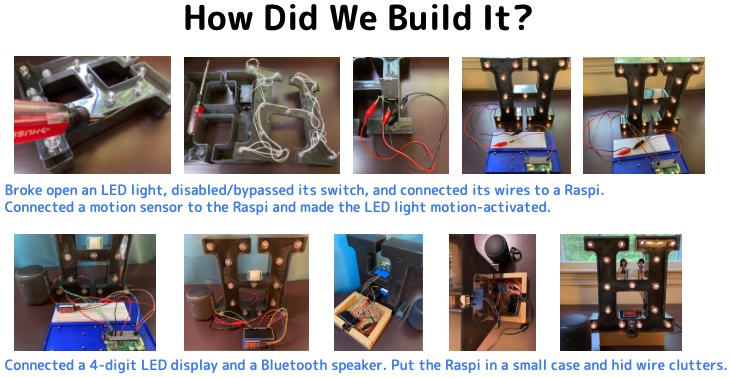 How Did We Build It?
Broke open an LED light, disabled/bypassed its switch, and connected its wires to a Raspi.
Connected a motion sensor to the Raspi and made the LED light motion-activated.
Connected a 4-digit LED display and a Bluetooth speaker. Put the Raspi in a small case and hid wire clutters.